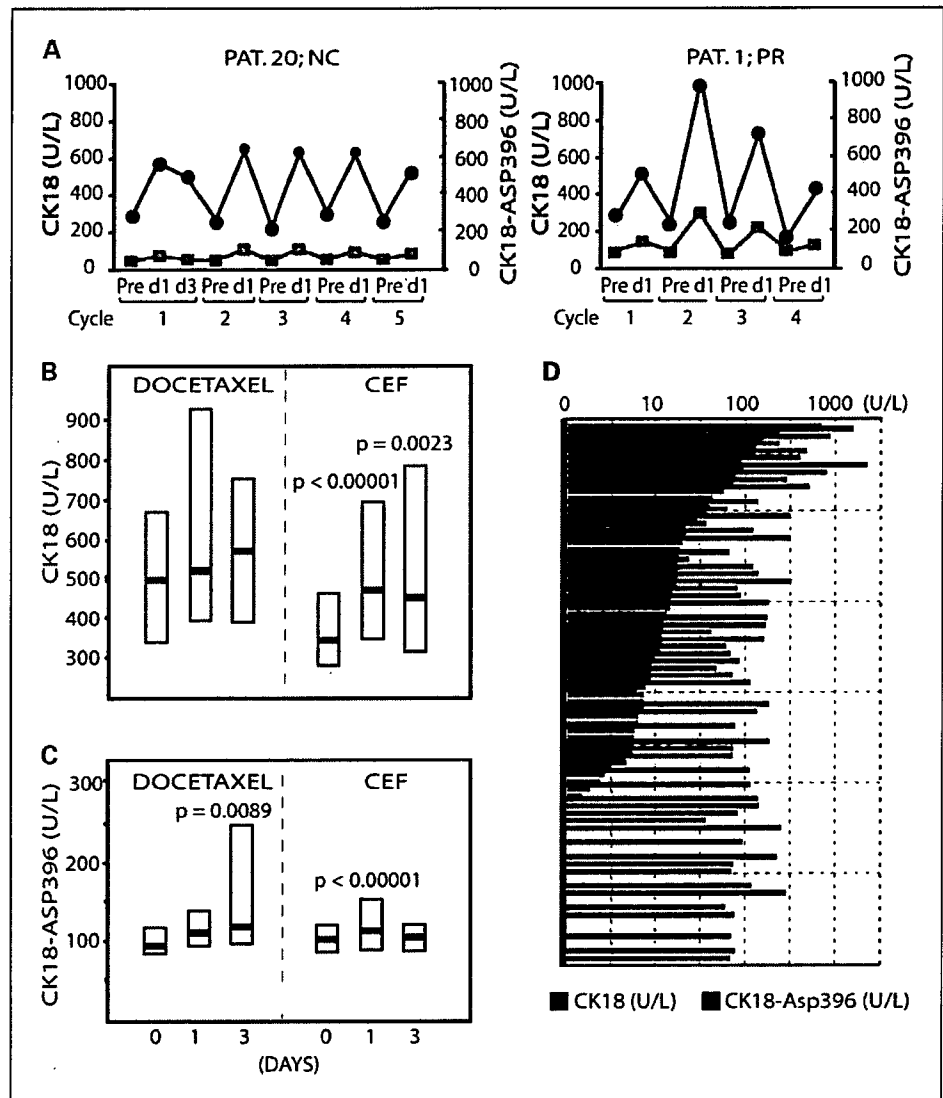 A
PAT. 20; NC
PAT. 1; PR
CK18 (U/L)
1000
800
600
400
200
0
1000
800
600
400
200
0
CK18-ASP396 (U/L)
Pre d1 d3 Pre d1 Pre d1 Pre d1 Pre d1
Cycle 1 2 3 4 5
CK18 (U/L)
1000
800
600
400
200
0
1000
800
600
400
200
0
CK18-ASP396 (U/L)
Pre d1 Pre d1 Pre d1 Pre d1
Cycle 1 2 3 4
B
DOCETAXEL
CEF
CK18 (U/L)
900
800
700
600
500
400
300
p < 0.00001
p = 0.0023
C
DOCETAXEL
CEF
CK18-ASP396 (U/L)
300
200
100
p = 0.0089
p < 0.00001
0 1 3 0 1 3
(DAYS)
D
0 10 100 1000 (U/L)
CK18 (U/L) CK18-Asp396 (U/L)